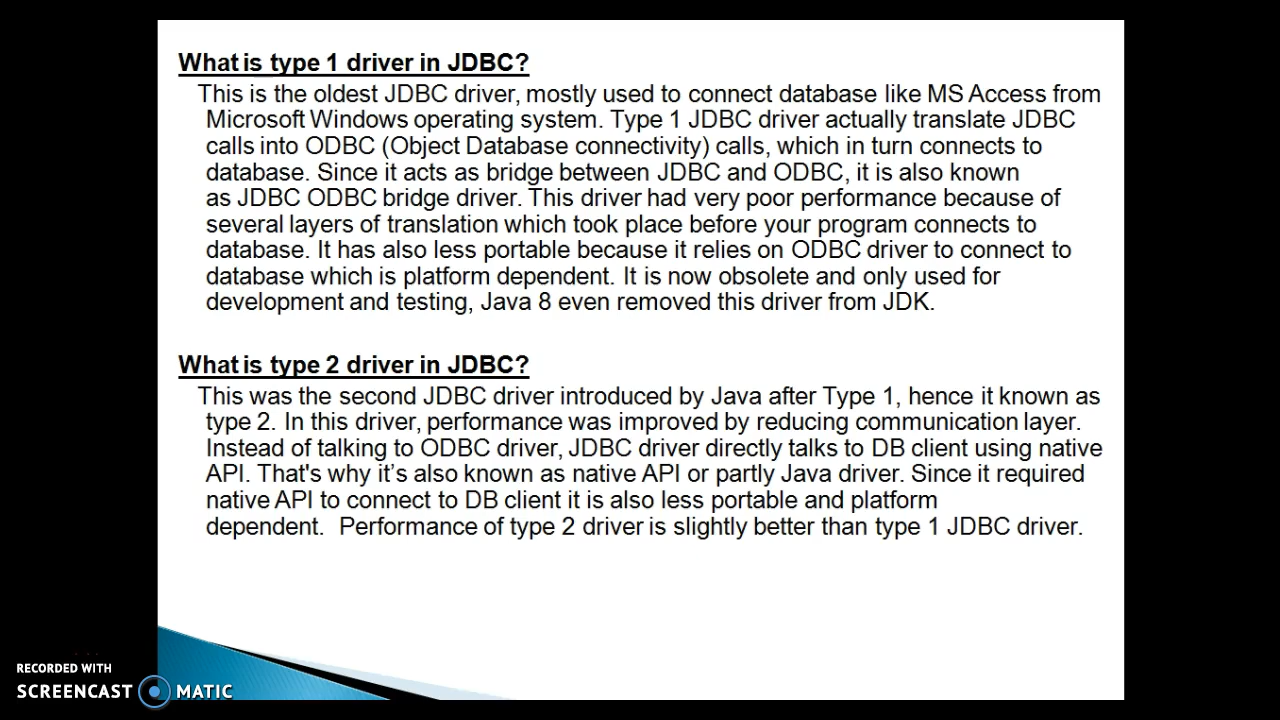 What is type 1 driver in JDBC?
This is the oldest JDBC driver, mostly used to connect database like MS Access from
Microsoft Windows operating system. Type 1 JDBC driver actually translate JDBC
calls into ODBC (Object Database connectivity) calls, which in turn connects to
database. Since it acts as bridge between JDBC and ODBC, it is also known
as JDBC ODBC bridge driver. This driver had very poor performance because of
several layers of translation which took place before your program connects to
database. It has also less portable because it relies on ODBC driver to connect to
database which is platform dependent. It is now obsolete and only used for
development and testing, Java 8 even removed this driver from JDK.
What is type 2 driver in JDBC?
This was the second JDBC driver introduced by Java after Type 1, hence it known as
type 2. In this driver, performance was improved by reducing communication layer.
Instead of talking to ODBC driver, JDBC driver directly talks to DB client using native
API. That's why it’s also known as native API or partly Java driver. Since it required
native API to connect to DB client it is also less portable and platform
dependent.  Performance of type 2 driver is slightly better than type 1 JDBC driver.
RECORDED WITH
SCREENCAST MATIC